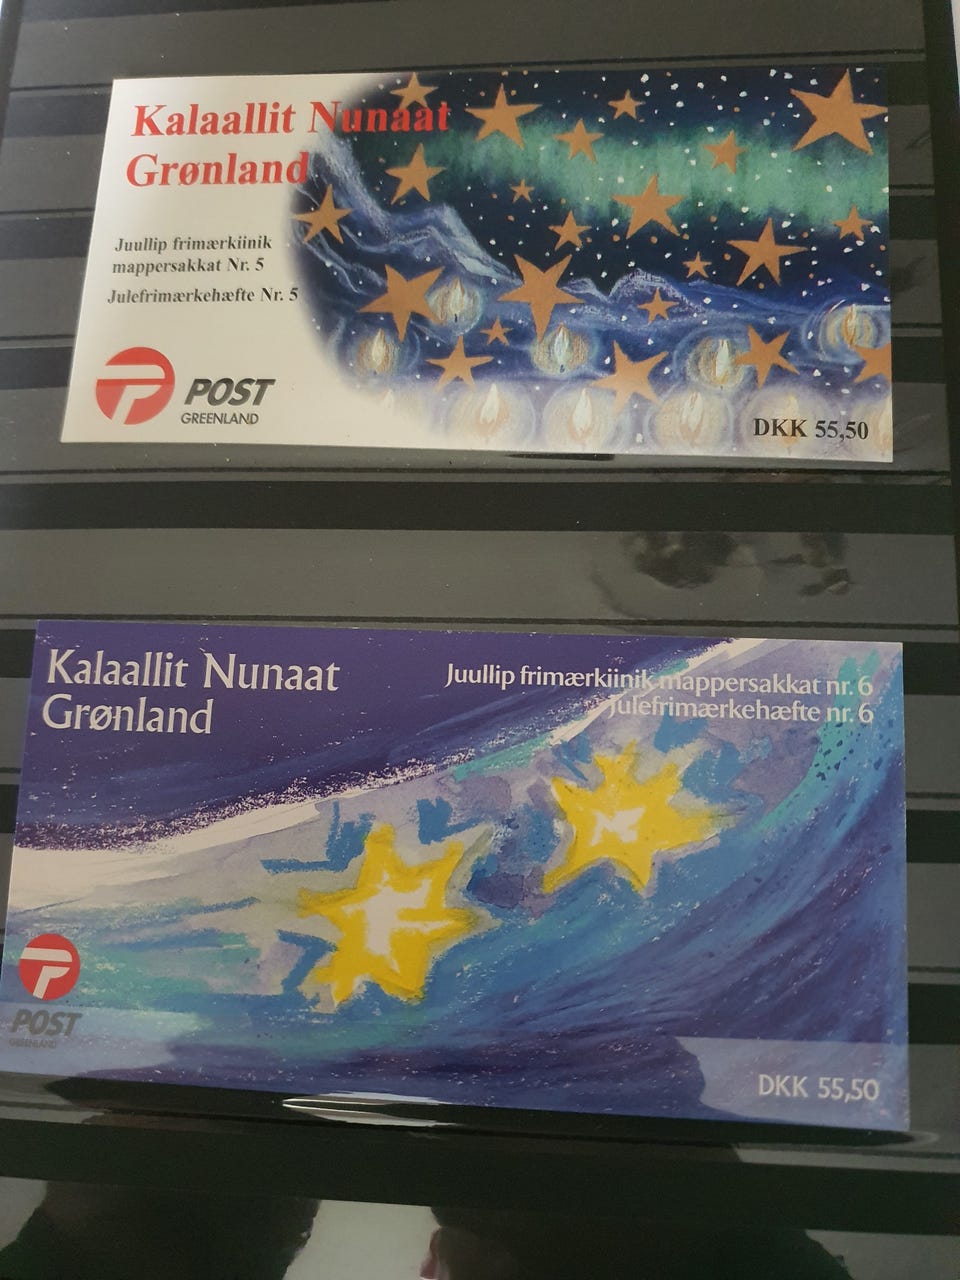 Kalaallit Nunaat
Grønland
Juullip frimærkiinik
mappersakkat Nr. 5
Julefrimærkehæfte Nr. 5
POST
GREENLAND
DKK 55,50
Kalaallit Nunaat
Grønland
Juullip frimærkiinik mappersakkat nr. 6
Julefrimærkehæfte nr. 6
POST
GREENLAND
DKK 55,50